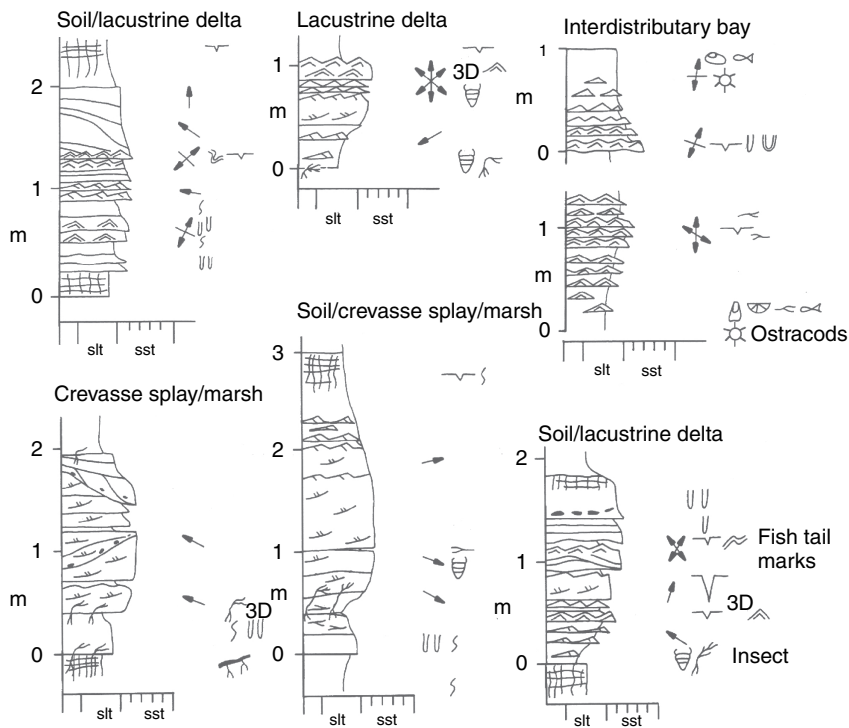 Soil/lacustrine delta
2
1
m
0
slt
sst
Lacustrine delta
1
m
0
3D
slt
sst
Interdistributary bay
1
m
0
1
m
0
Ostracods
slt
sst
Crevasse splay/marsh
2
1
m
0
3D
slt
sst
Soil/crevasse splay/marsh
3
2
1
m
0
slt
sst
Soil/lacustrine delta
2
1
m
0
Fish tail
marks
3D
Insect
slt
sst